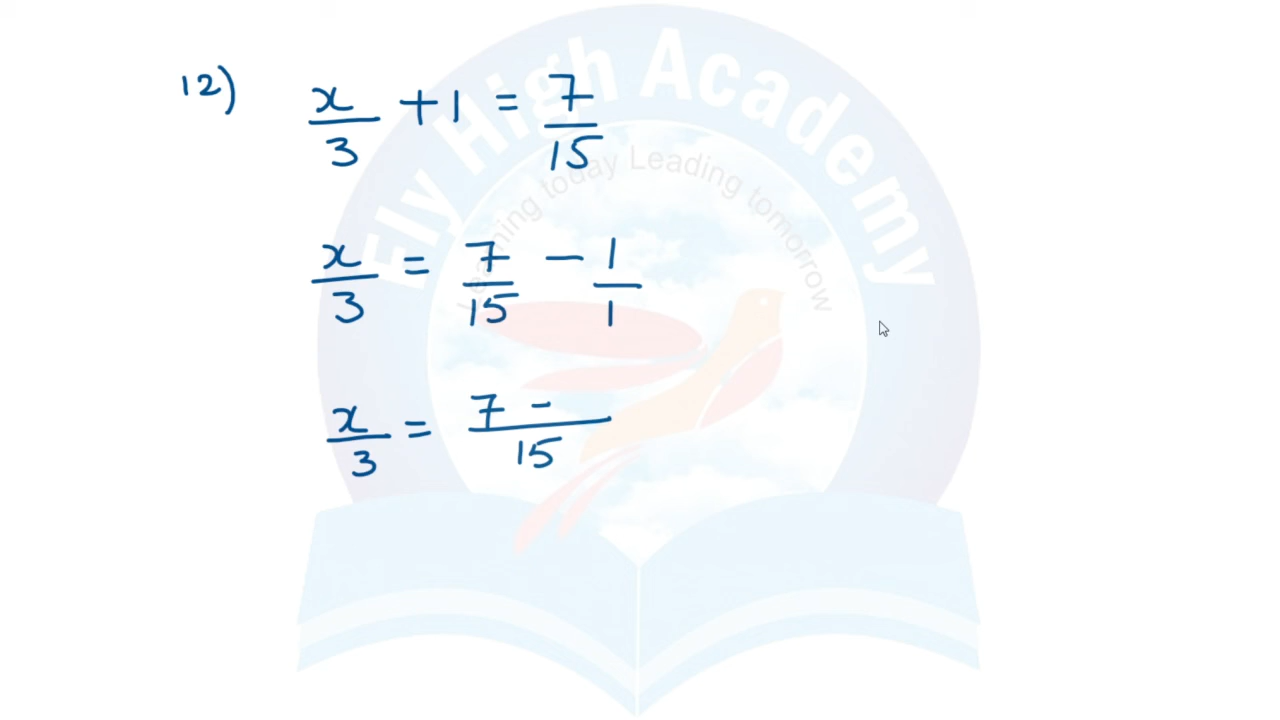 Fly High Academy
Learning today Leading tomorrow
12) x/3 + 1 = 7/15
x/3 = 7/15 - 1/1
x/3 = 7 - /15